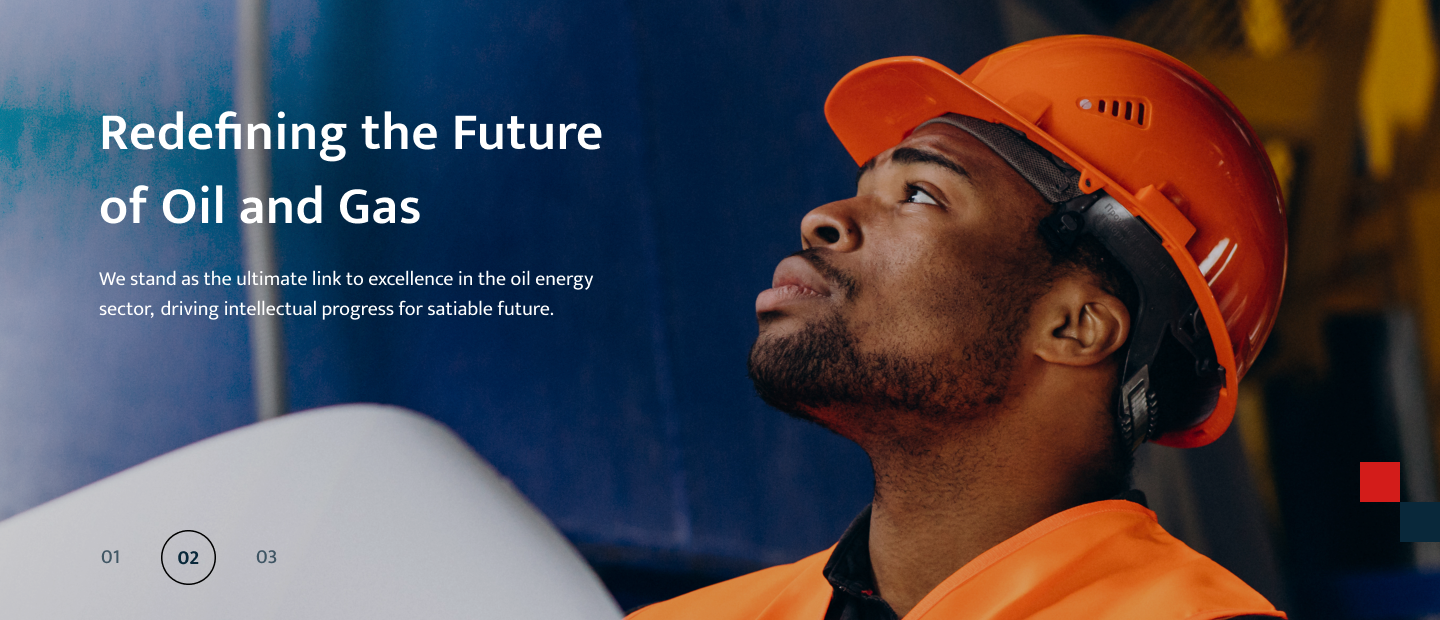 Redefining the Future
of Oil and Gas
We stand as the ultimate link to excellence in the oil energy
sector, driving intellectual progress for satiable future.
01 02 03